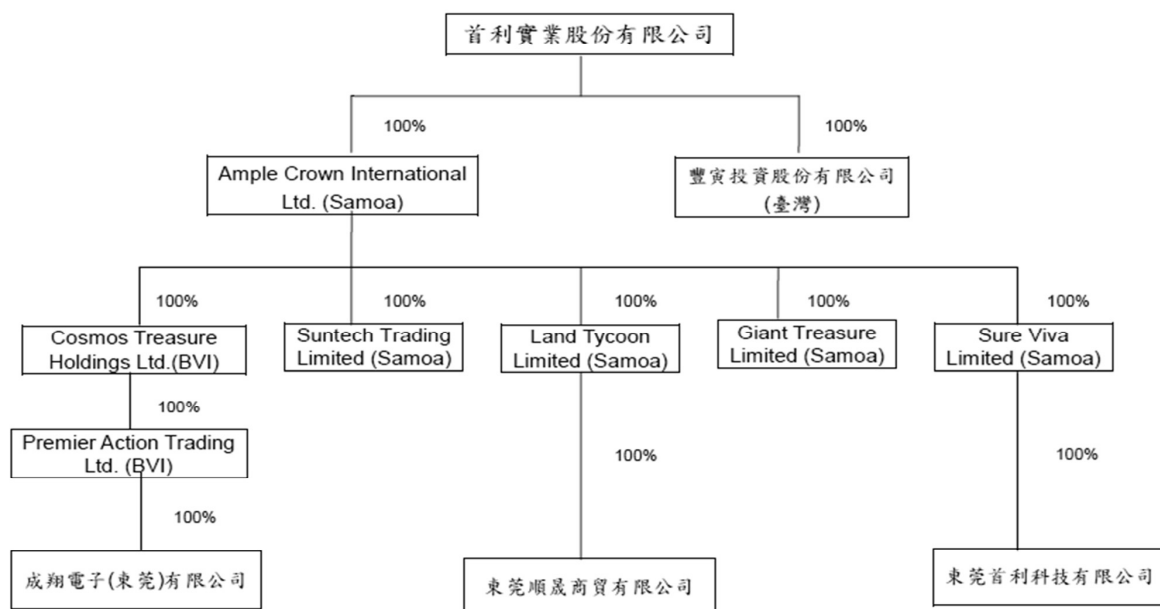 首利實業股份有限公司
100%
100%
Ample Crown International
Ltd. (Samoa)
豐寅投資股份有限公司
(臺灣)
100%
100%
100%
100%
100%
Cosmos Treasure
Holdings Ltd.(BVI)
Suntech Trading
Limited (Samoa)
Land Tycoon
Limited (Samoa)
Giant Treasure
Limited (Samoa)
Sure Viva
Limited (Samoa)
100%
Premier Action Trading
Ltd. (BVI)
100%
100%
100%
成翔電子(東莞)有限公司
東莞順晟商貿有限公司
東莞首利科技有限公司